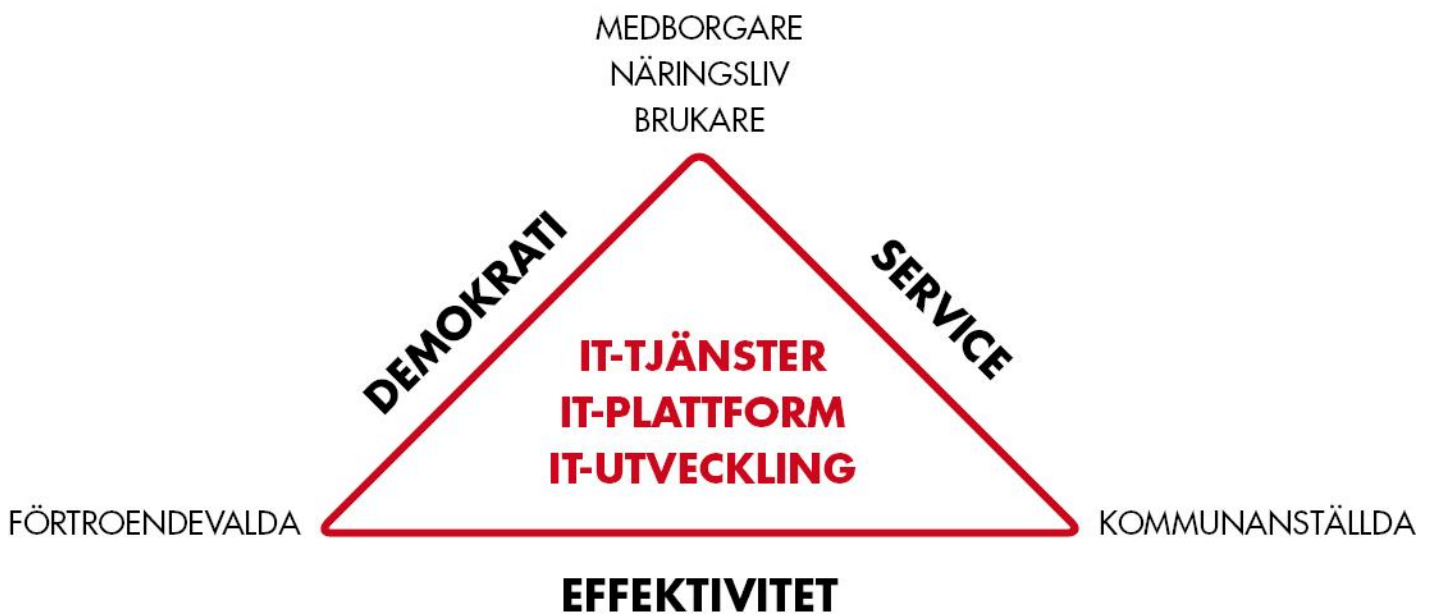 MEDBORGARE
NÄRINGSLIV
BRUKARE
DEMOKRATI
SERVICE
IT-TJÄNSTER
IT-PLATTFORM
IT-UTVECKLING
FÖRTROENDEVALDA
KOMMUNANSTÄLLDA
EFFEKTIVITET